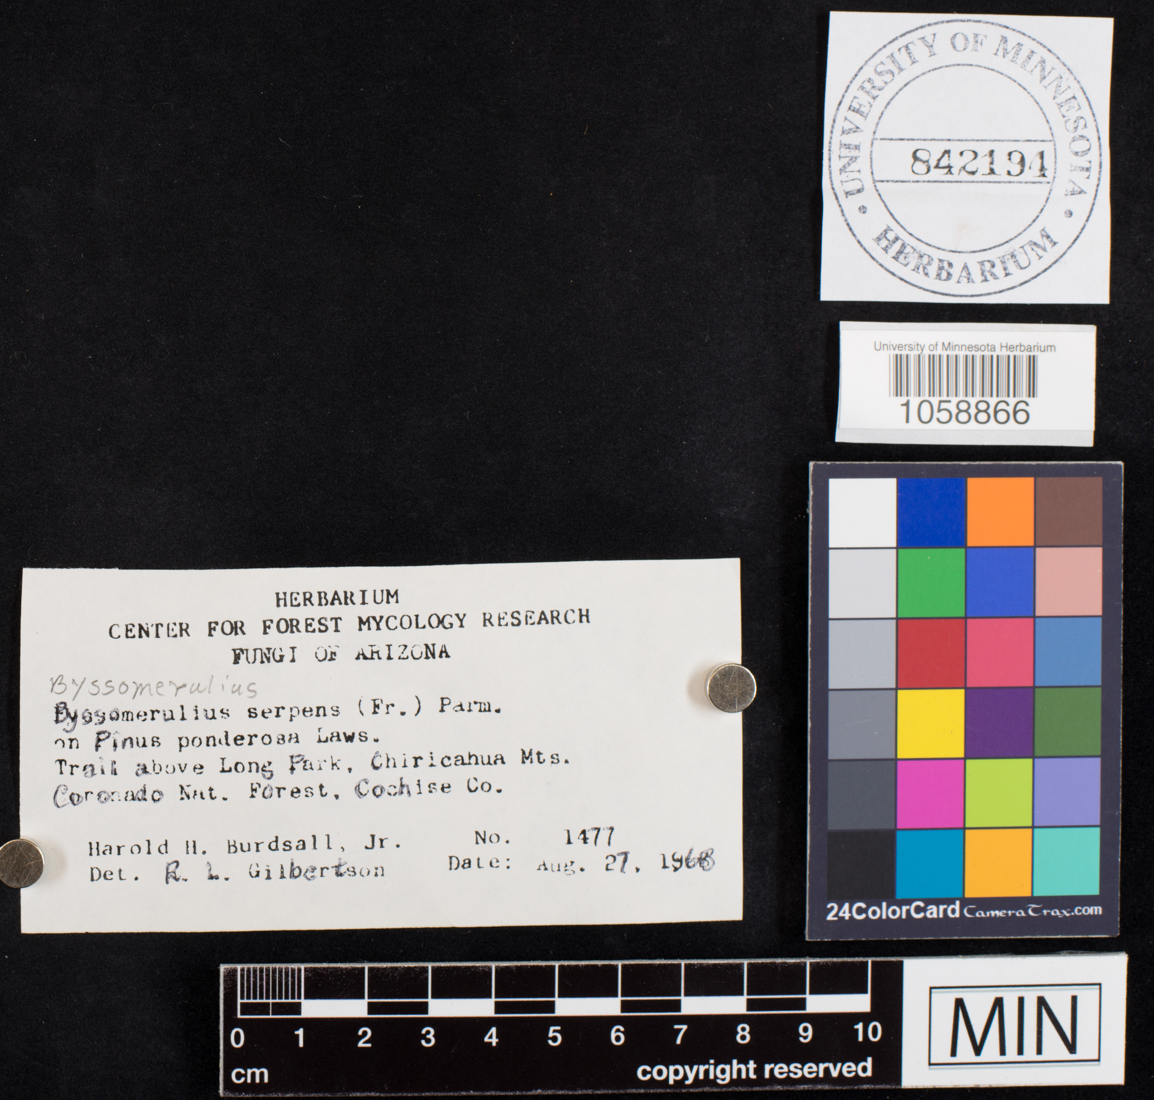 UNIVERSITY OF MINNESOTA
842194
HERBARIUM
University of Minnesota Herbarium
1058866
HERBARIUM
CENTER FOR FOREST MYCOLOGY RESEARCH
FUNGI OF ARIZONA
Byssomerulius
Byssomerulius serpens (Fr.) Parm.
on Pinus ponderosa Laws.
Trail above Long Park, Chiricahua Mts.
Coronado Nat. Forest, Cochise Co.
Harold H. Burdsall, Jr. No. 1477
Det. R. L. Gilbertson Date: Aug. 27, 1968
24ColorCard CameraTrax.com
0 1 2 3 4 5 6 7 8 9 10
cm copyright reserved
MIN